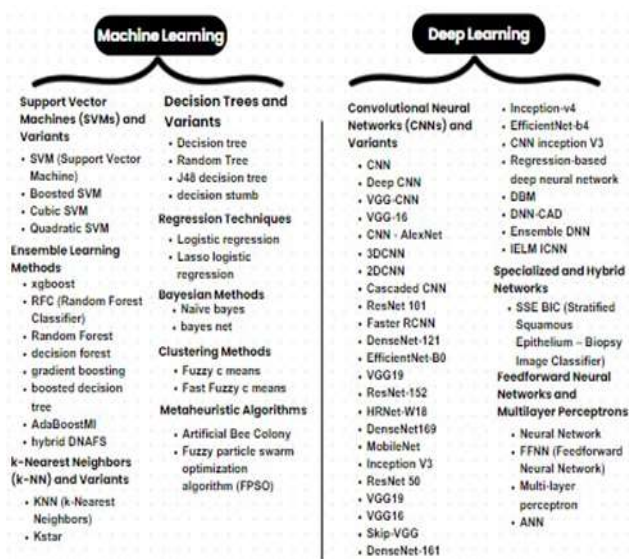 Machine Learning
Support Vector
Machines (SVMs) and
Variants
• SVM (Support Vector
Machine)
• Boosted SVM
• Cubic SVM
• Quadratic SVM
Ensemble Learning
Methods
• xgboost
• RFC (Random Forest
Classifier)
• Random Forest
• decision forest
• gradient boosting
• boosted decision
tree
• AdaBoostMI
• hybrid DNAFS
k-Nearest Neighbors
(k-NN) and Variants
• KNN (k-Nearest
Neighbors)
• Kstar
Decision Trees and
Variants
• Decision tree
• Random Tree
• J48 decision tree
• decision stumb
Regression Techniques
• Logistic regression
• Lasso logistic
regression
Bayesian Methods
• Naïve bayes
• bayes net
Clustering Methods
• Fuzzy c means
• Fast Fuzzy c means
Metaheuristic Algorithms
• Artificial Bee Colony
• Fuzzy particle swarm
optimization
algorithm (FPSO)
Deep Learning
Convolutional Neural
Networks (CNNs) and
Variants
• CNN
• Deep CNN
• VGG-CNN
• VGG-16
• CNN - AlexNet
• 3DCNN
• 2DCNN
• Cascaded CNN
• ResNet 101
• Faster RCNN
• DenseNet-121
• EfficientNet-B0
• VGG19
• ResNet-152
• HRNet-W18
• DenseNet169
• MobileNet
• Inception V3
• ResNet 50
• VGG19
• VGG16
• Skip-VGG
• DenseNet-161
• Inception-v4
• EfficientNet-b4
• CNN inception V3
• Regression-based
deep neural network
• DBM
• DNN-CAD
• Ensemble DNN
• IELM ICNN
Specialized and Hybrid
Networks
• SSE BIC (Stratified
Squamous
Epithelium – Biopsy
Image Classifier)
Feedforward Neural
Networks and
Multilayer Perceptrons
• Neural Network
• FFNN (Feedforward
Neural Network)
• Multi-layer
perceptron
• ANN